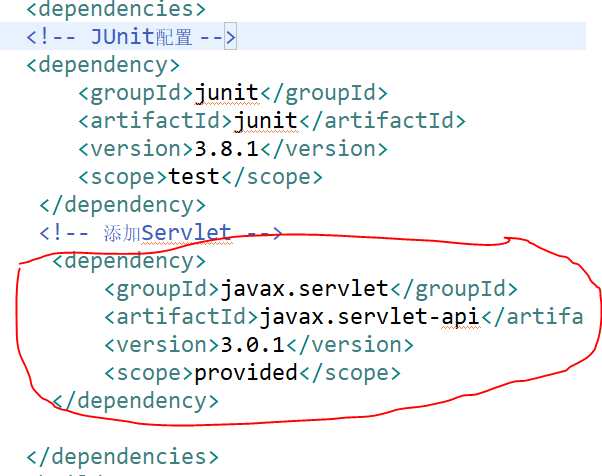 <dependencies>
<!-- JUnit配置 -->
<dependency>
<groupId>junit</groupId>
<artifactId>junit</artifactId>
<version>3.8.1</version>
<scope>test</scope>
</dependency>
<!-- 添加Servlet -->
<dependency>
<groupId>javax.servlet</groupId>
<artifactId>javax.servlet-api</artifa
<version>3.0.1</version>
<scope>provided</scope>
</dependency>
</dependencies>